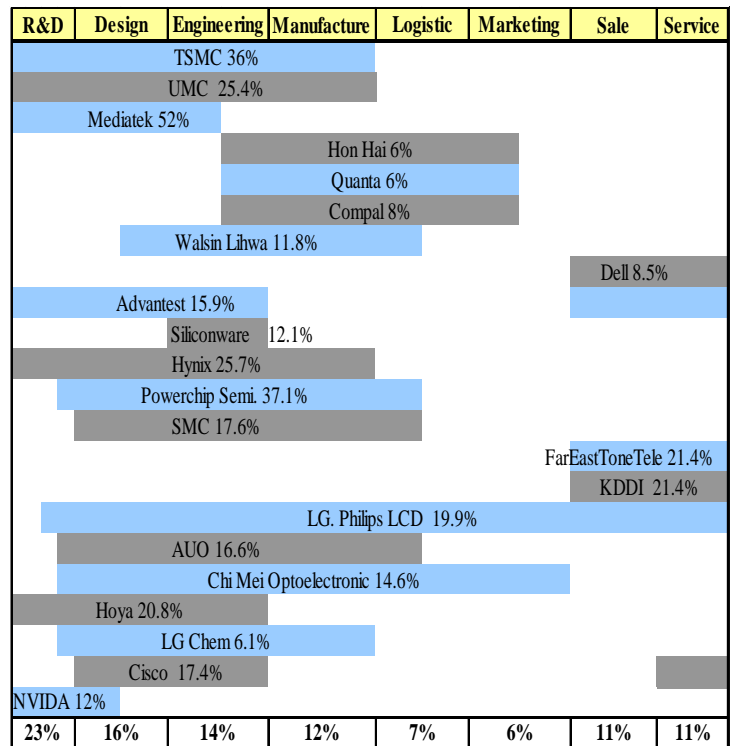 R&D Design Engineering Manufacture Logistic Marketing Sale Service
TSMC 36%
UMC 25.4%
Mediatek 52%
Hon Hai 6%
Quanta 6%
Compal 8%
Walsin Lihwa 11.8%
Dell 8.5%
Advantest 15.9%
Siliconware 12.1%
Hynix 25.7%
Powerchip Semi. 37.1%
SMC 17.6%
FarEastToneTele 21.4%
KDDI 21.4%
LG. Philips LCD 19.9%
AUO 16.6%
Chi Mei Optoelectronic 14.6%
Hoya 20.8%
LG Chem 6.1%
Cisco 17.4%
NVIDA 12%
23% 16% 14% 12% 7% 6% 11% 11%